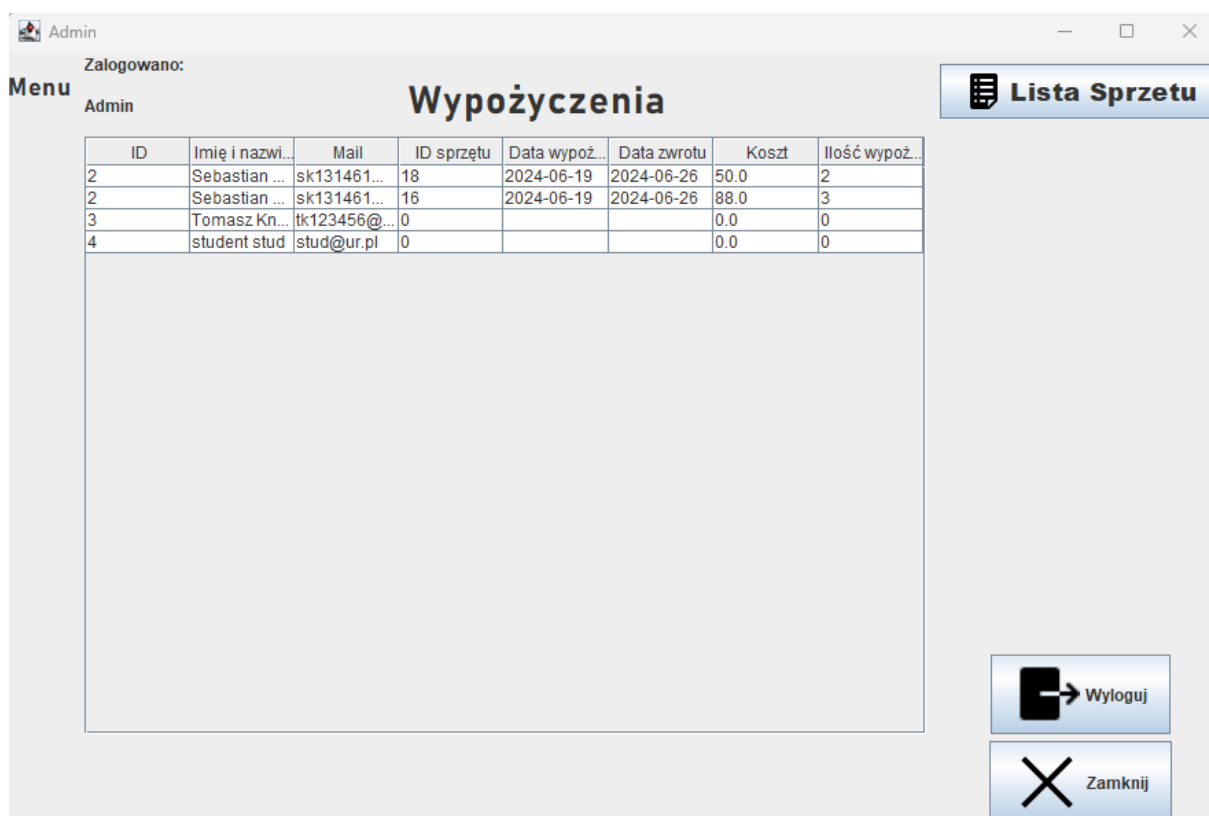 Admin
Zalogowano:
Menu
Admin
Wypożyczenia
Lista Sprzetu
ID Imię i nazwi... Mail ID sprzętu Data wypoż... Data zwrotu Koszt Ilość wypoż...
2 Sebastian ... sk131461... 18 2024-06-19 2024-06-26 50.0 2
2 Sebastian ... sk131461... 16 2024-06-19 2024-06-26 88.0 3
3 Tomasz Kn... tk123456@... 0 0.0 0
4 student stud stud@ur.pl 0 0.0 0
Wyloguj
Zamknij